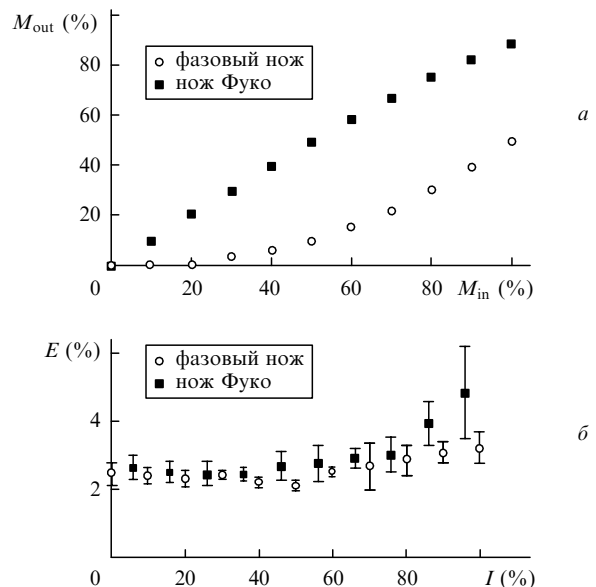 M_out (%)
80
60
40
20
0
20
40
60
80
M_in (%)
фазовый нож
нож Фуко
а
E (%)
фазовый нож
нож Фуко
4
2
0
20
40
60
80
I (%)
б